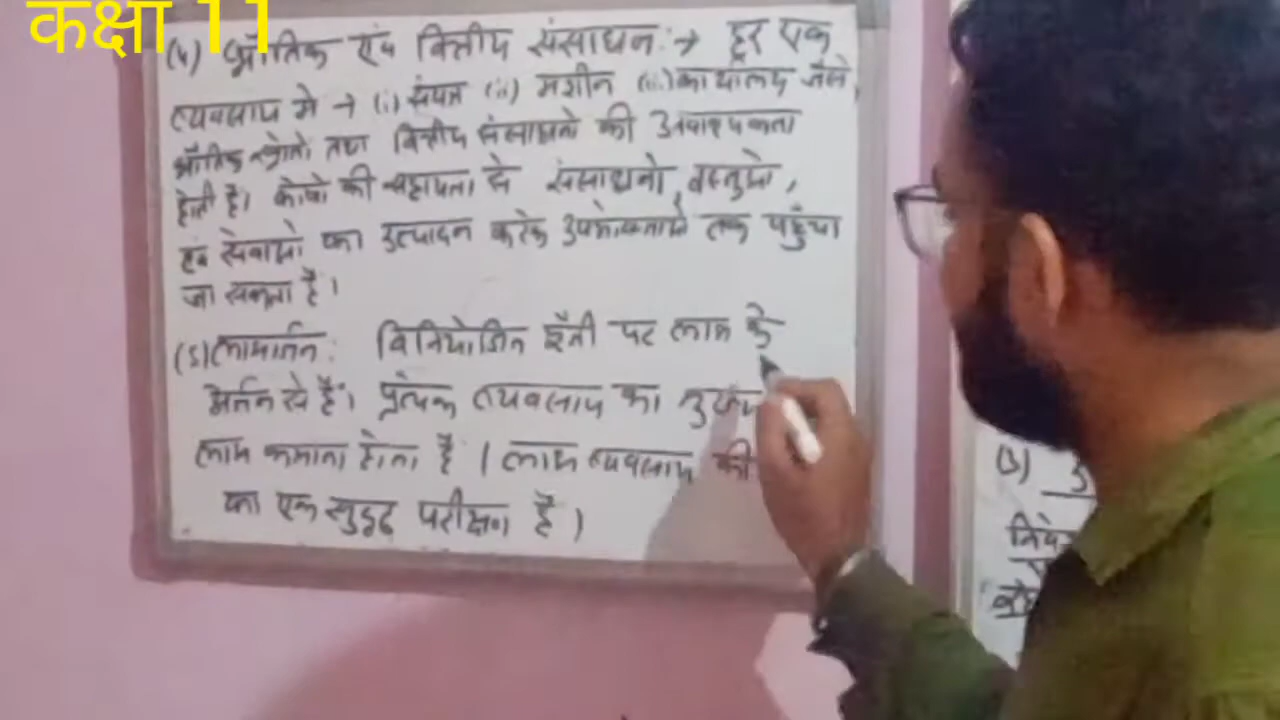 कक्षा 11
(4) भौतिक एवं वित्तीय संसाधन :→ हर एक
व्यवसाय मे → (i) संयंत्र (ii) मशीन (iii) कार्यालय जैसे,
भौतिक स्त्रोतो तथा वित्तीय संसाधनो की आवश्यकता
होती है। कोषो की सहायता से संसाधनो, वस्तुओ,
एवं सेवाओ का उत्पादन करके उपभोक्ताओ तक पहुँचा
जा सकता है।
(5) लाभार्जन : विनियोजित पूँजी पर लाभ के
अर्जन से है। प्रत्येक व्यवसाय का मुख्य
लाभ कमाना होता है। लाभ व्यवसाय की
का एक सुदृढ परीक्षण है।
(3)